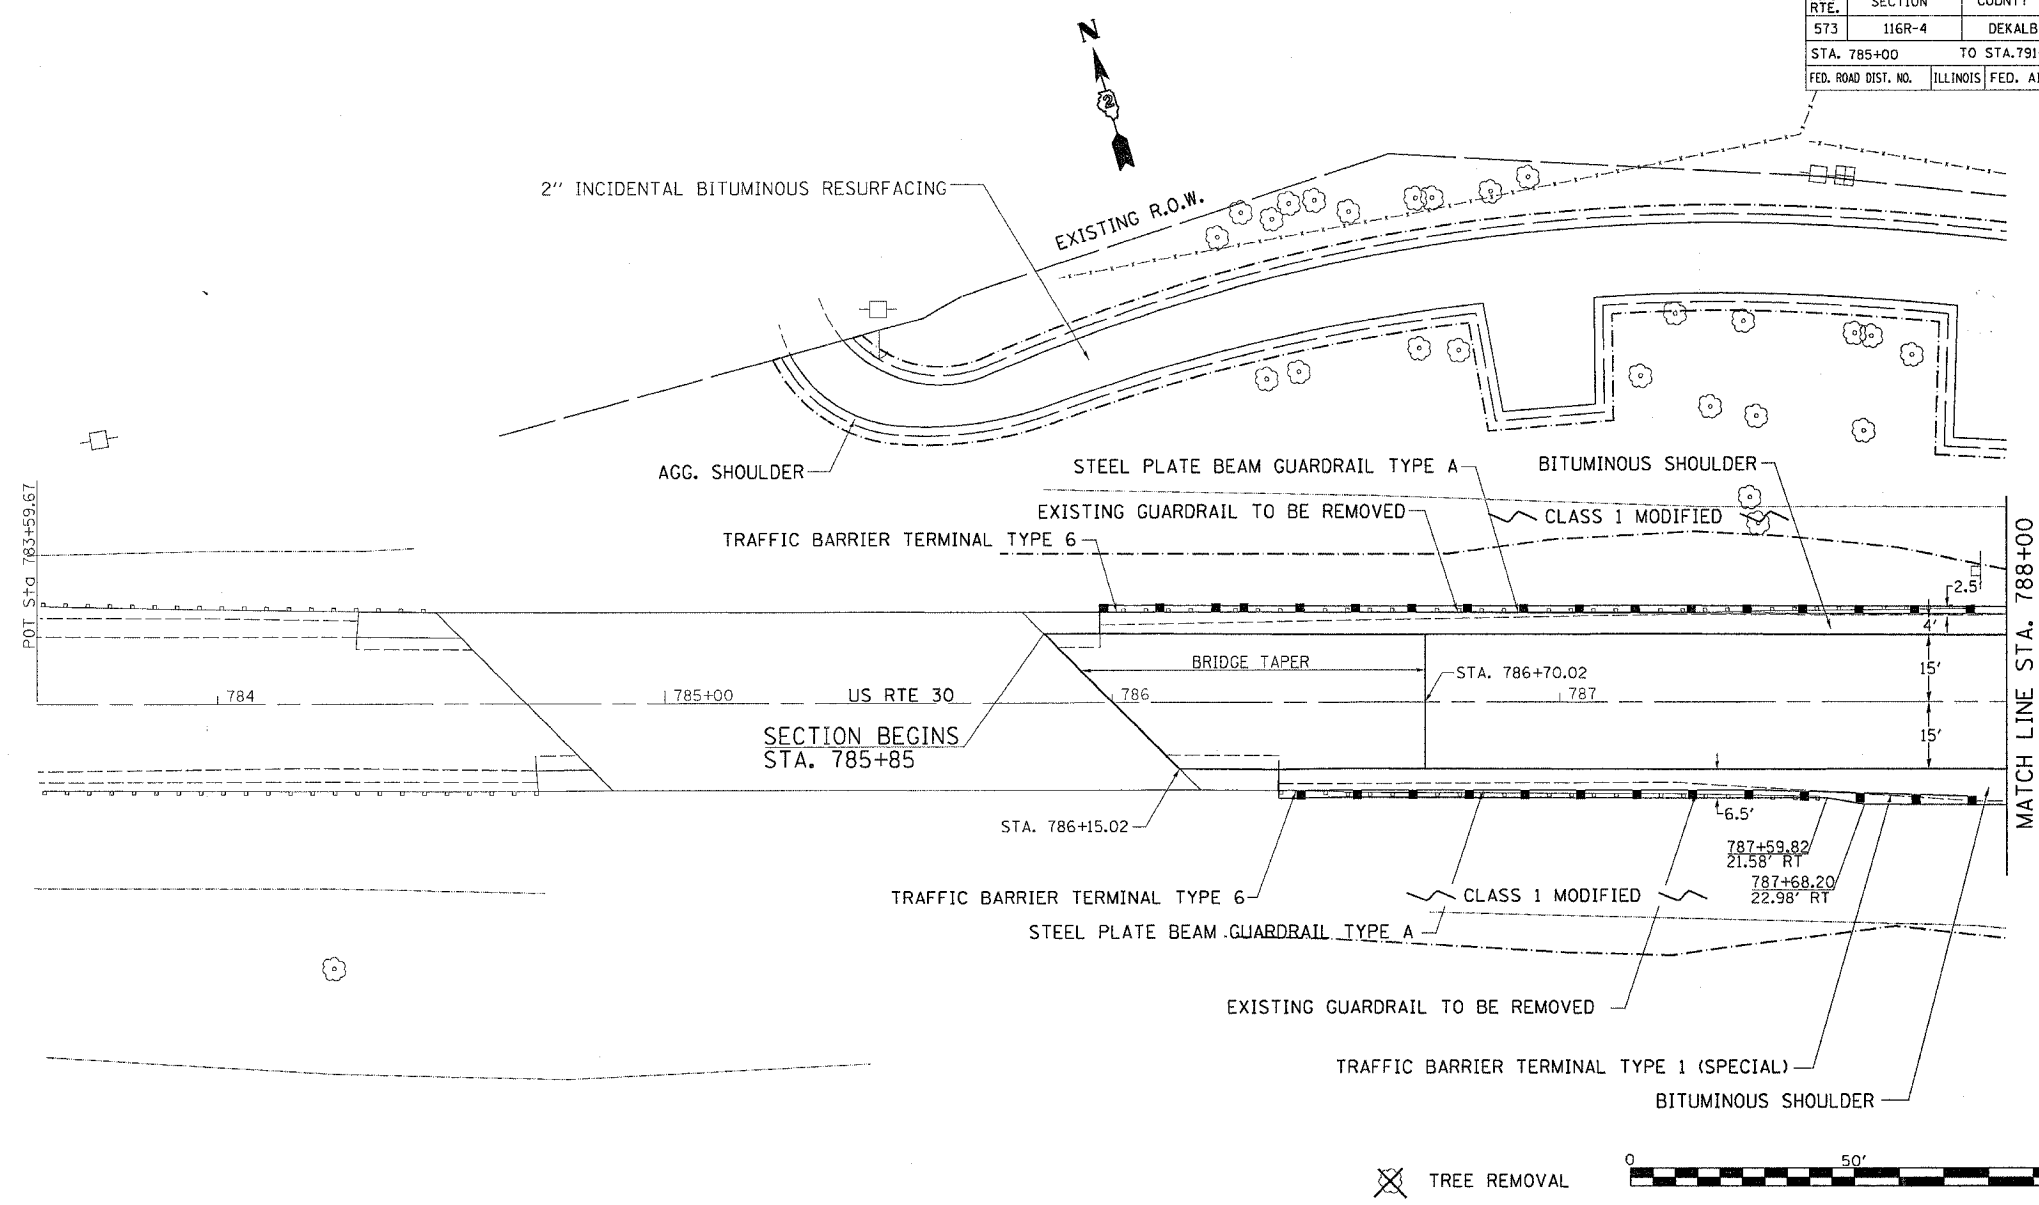 RTE. SECTION COUNTY
573 116R-4 DEKALB
STA. 785+00 TO STA.791
FED. ROAD DIST. NO. ILLINOIS FED. AI
N
2
2" INCIDENTAL BITUMINOUS RESURFACING
EXISTING R.O.W.
AGG. SHOULDER
STEEL PLATE BEAM GUARDRAIL TYPE A
BITUMINOUS SHOULDER
EXISTING GUARDRAIL TO BE REMOVED
CLASS 1 MODIFIED
TRAFFIC BARRIER TERMINAL TYPE 6
POT Sta 783+59.67
2.5
4'
15'
BRIDGE TAPER
STA. 786+70.02
784
785+00
US RTE 30
786
787
SECTION BEGINS
STA. 785+85
15'
MATCH LINE STA. 788+00
STA. 786+15.02
6.5'
787+59.82
21.58' RT
787+68.20
22.98' RT
TRAFFIC BARRIER TERMINAL TYPE 6
CLASS 1 MODIFIED
STEEL PLATE BEAM GUARDRAIL TYPE A
EXISTING GUARDRAIL TO BE REMOVED
TRAFFIC BARRIER TERMINAL TYPE 1 (SPECIAL)
BITUMINOUS SHOULDER
TREE REMOVAL
0 50'